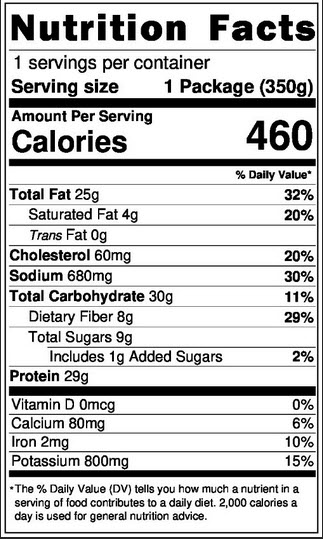 Nutrition Facts
1 servings per container
Serving size 1 Package (350g)
Amount Per Serving
Calories 460
% Daily Value*
Total Fat 25g 32%
Saturated Fat 4g 20%
Trans Fat 0g
Cholesterol 60mg 20%
Sodium 680mg 30%
Total Carbohydrate 30g 11%
Dietary Fiber 8g 29%
Total Sugars 9g
Includes 1g Added Sugars 2%
Protein 29g
Vitamin D 0mcg 0%
Calcium 80mg 6%
Iron 2mg 10%
Potassium 800mg 15%
*The % Daily Value (DV) tells you how much a nutrient in a
serving of food contributes to a daily diet. 2,000 calories a
day is used for general nutrition advice.